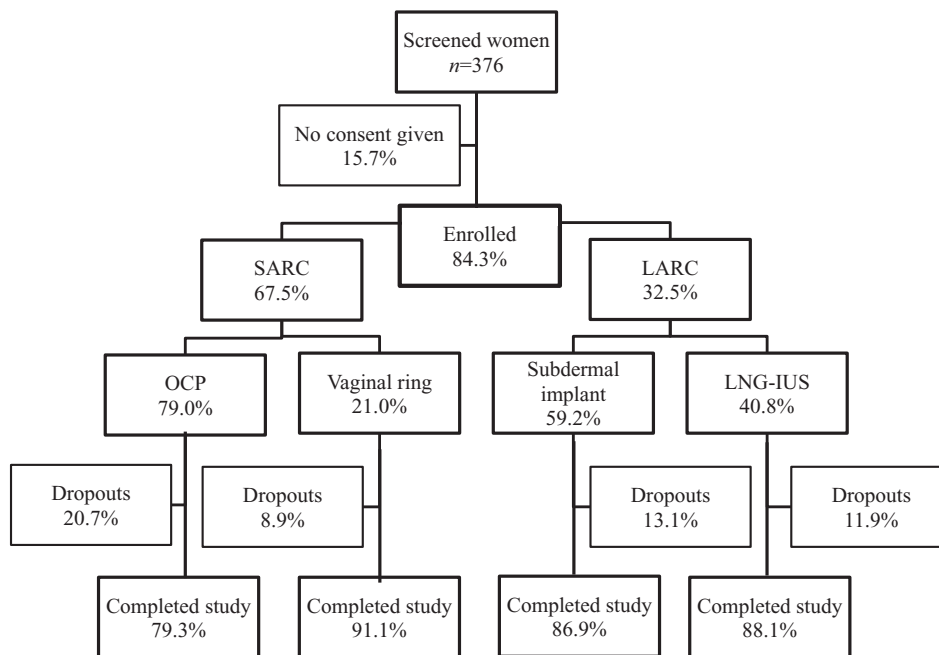 Screened women
n=376
No consent given
15.7%
Enrolled
84.3%
SARC
67.5%
LARC
32.5%
OCP
79.0%
Vaginal ring
21.0%
Subdermal
implant
59.2%
LNG-IUS
40.8%
Dropouts
20.7%
Dropouts
8.9%
Dropouts
13.1%
Dropouts
11.9%
Completed study
79.3%
Completed study
91.1%
Completed study
86.9%
Completed study
88.1%